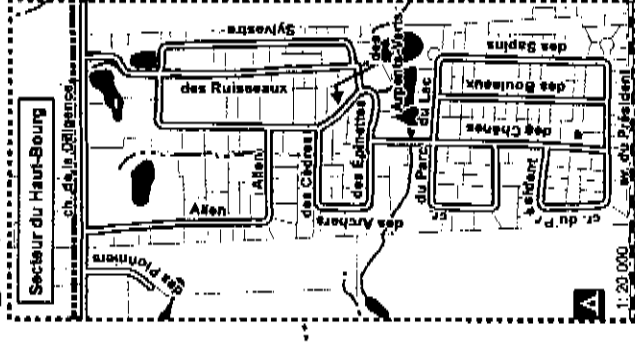 Secteur du Haut-Bourg
ch. de la Diligence
Sylvestre
des Ruisseaux
Allen
Allen
des Pionniers
des Cèdres
des Épinettes
des Archers
des
Arpents-Verts
du Lac
du Parc
cr.
des Sapins
des Bouleaux
des Chênes
cr. du Président
av. du Président
A
1: 20 000